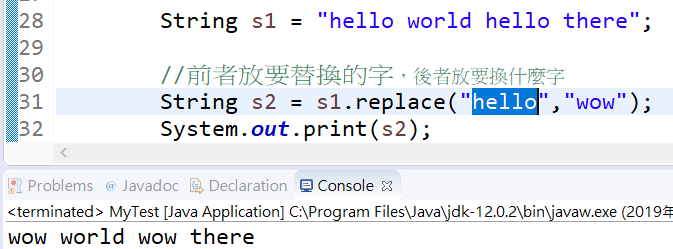 28 String s1 = "hello world hello there";
29
30 //前者放要替換的字，後者放要換什麼字
31 String s2 = s1.replace("hello","wow");
32 System.out.print(s2);
Problems @ Javadoc Declaration Console
<terminated> MyTest [Java Application] C:\Program Files\Java\jdk-12.0.2\bin\javaw.exe (2019年
wow world wow there